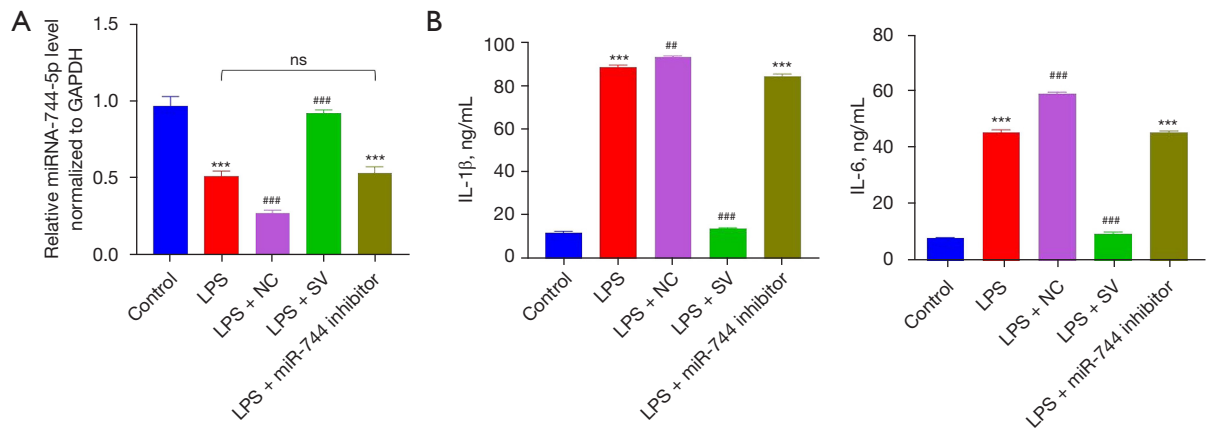 A
Relative miRNA-744-5p level
normalized to GAPDH
1.5
1.0
0.5
0.0
***
###
###
***
ns
Control
LPS
LPS + NC
LPS + SV
LPS + miR-744 inhibitor
B
IL-1β, ng/mL
100
80
60
40
20
0
***
##
###
***
Control
LPS
LPS + NC
LPS + SV
LPS + miR-744 inhibitor
IL-6, ng/mL
80
60
40
20
0
***
###
###
***
Control
LPS
LPS + NC
LPS + SV
LPS + miR-744 inhibitor